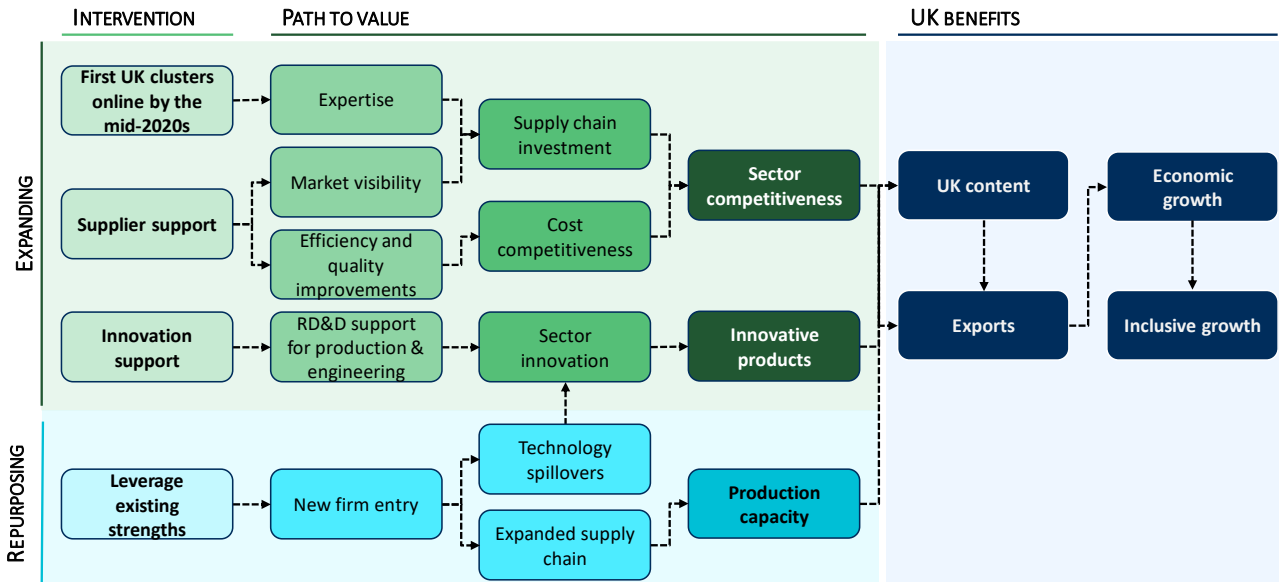 INTERVENTION
PATH TO VALUE
UK BENEFITS
EXPANDING
First UK clusters
online by the
mid-2020s
Expertise
Supply chain
investment
Market visibility
Supplier support
Efficiency and
quality
improvements
Cost
competitiveness
Sector
competitiveness
UK content
Economic
growth
Innovation
support
RD&D support
for production &
engineering
Sector
innovation
Innovative
products
Exports
Inclusive growth
REPURPOSING
Leverage
existing
strengths
New firm entry
Technology
spillovers
Expanded supply
chain
Production
capacity